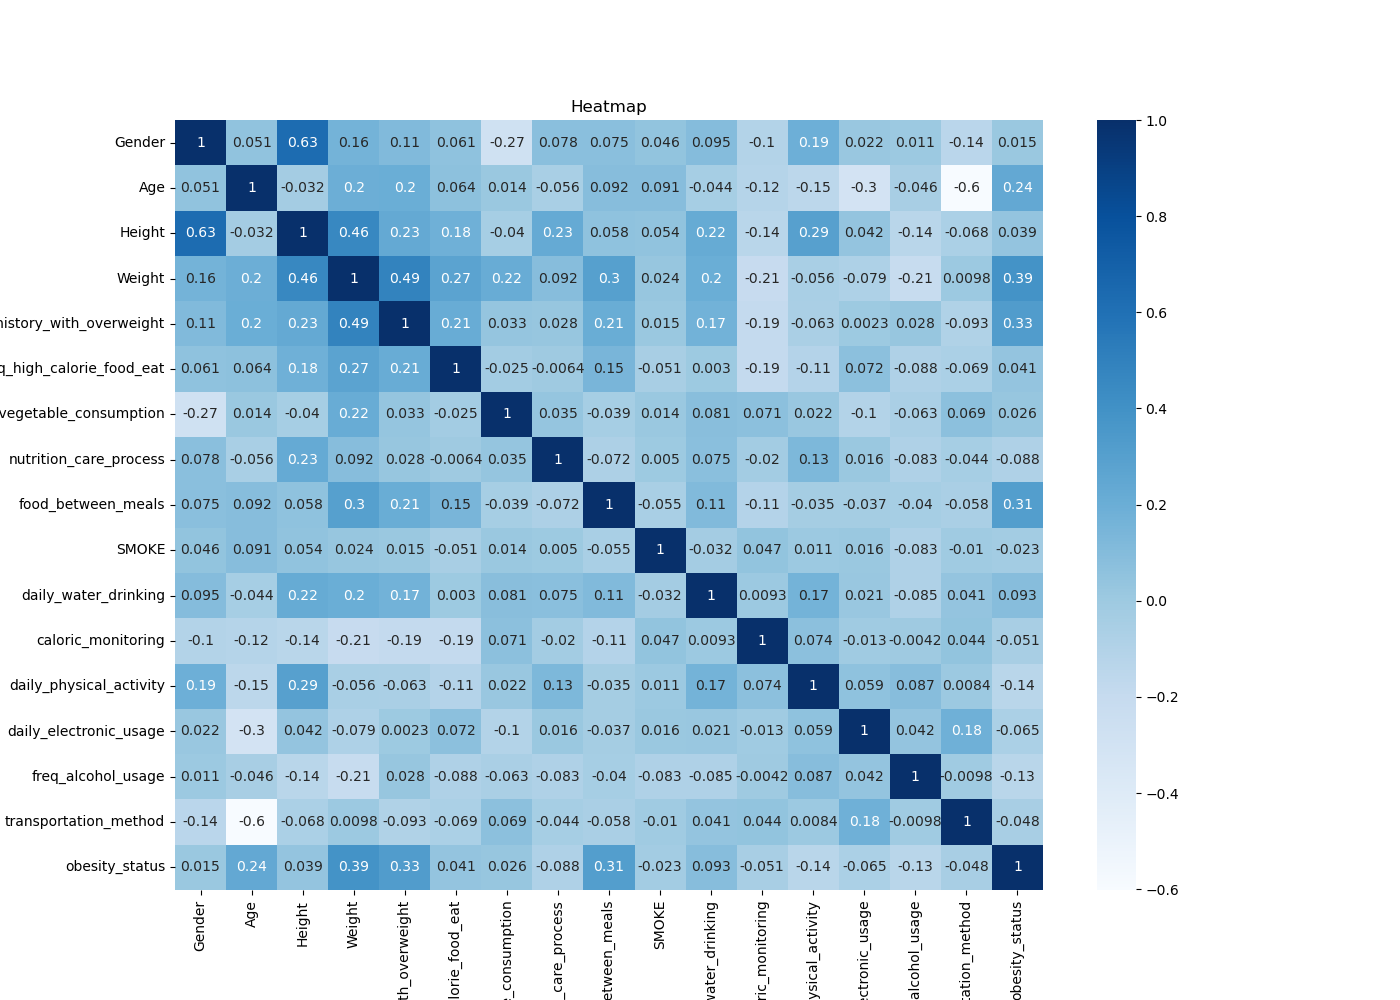 Heatmap
Gender 1 0.051 0.63 0.16 0.11 0.061 -0.27 0.078 0.075 0.046 0.095 -0.1 0.19 0.022 0.011 -0.14 0.015
Age 0.051 1 -0.032 0.2 0.2 0.064 0.014 -0.056 0.092 0.091 -0.044 -0.12 -0.15 -0.3 -0.046 -0.6 0.24
Height 0.63 -0.032 1 0.46 0.23 0.18 -0.04 0.23 0.058 0.054 0.22 -0.14 0.29 0.042 -0.14 -0.068 0.039
Weight 0.16 0.2 0.46 1 0.49 0.27 0.22 0.092 0.3 0.024 0.2 -0.21 -0.056 -0.079 -0.21 0.0098 0.39
history_with_overweight 0.11 0.2 0.23 0.49 1 0.21 0.033 0.028 0.21 0.015 0.17 -0.19 -0.063 0.0023 0.028 -0.093 0.33
q_high_calorie_food_eat 0.061 0.064 0.18 0.27 0.21 1 -0.025 -0.0064 0.15 -0.051 0.003 -0.19 -0.11 0.072 -0.088 -0.069 0.041
vegetable_consumption -0.27 0.014 -0.04 0.22 0.033 -0.025 1 0.035 -0.039 0.014 0.081 0.071 0.022 -0.1 -0.063 0.069 0.026
nutrition_care_process 0.078 -0.056 0.23 0.092 0.028 -0.0064 0.035 1 -0.072 0.005 0.075 -0.02 0.13 0.016 -0.083 -0.044 -0.088
food_between_meals 0.075 0.092 0.058 0.3 0.21 0.15 -0.039 -0.072 1 -0.055 0.11 -0.11 -0.035 -0.037 -0.04 -0.058 0.31
SMOKE 0.046 0.091 0.054 0.024 0.015 -0.051 0.014 0.005 -0.055 1 -0.032 0.047 0.011 0.016 -0.083 -0.01 -0.023
daily_water_drinking 0.095 -0.044 0.22 0.2 0.17 0.003 0.081 0.075 0.11 -0.032 1 0.0093 0.17 0.021 -0.085 0.041 0.093
caloric_monitoring -0.1 -0.12 -0.14 -0.21 -0.19 -0.19 0.071 -0.02 -0.11 0.047 0.0093 1 0.074 -0.013 -0.0042 0.044 -0.051
daily_physical_activity 0.19 -0.15 0.29 -0.056 -0.063 -0.11 0.022 0.13 -0.035 0.011 0.17 0.074 1 0.059 0.087 0.0084 -0.14
daily_electronic_usage 0.022 -0.3 0.042 -0.079 0.0023 0.072 -0.1 0.016 -0.037 0.016 0.021 -0.013 0.059 1 0.042 0.18 -0.065
freq_alcohol_usage 0.011 -0.046 -0.14 -0.21 0.028 -0.088 -0.063 -0.083 -0.04 -0.083 -0.085 -0.0042 0.087 0.042 1 -0.0098 -0.13
transportation_method -0.14 -0.6 -0.068 0.0098 -0.093 -0.069 0.069 -0.044 -0.058 -0.01 0.041 0.044 0.0084 0.18 -0.0098 1 -0.048
obesity_status 0.015 0.24 0.039 0.39 0.33 0.041 0.026 -0.088 0.31 -0.023 0.093 -0.051 -0.14 -0.065 -0.13 -0.048 1
Gender
Age
Height
Weight
th_overweight
lorie_food_eat
_consumption
_care_process
between_meals
SMOKE
water_drinking
ric_monitoring
ysical_activity
ectronic_usage
alcohol_usage
tation_method
obesity_status
1.0
0.8
0.6
0.4
0.2
0.0
−0.2
−0.4
−0.6